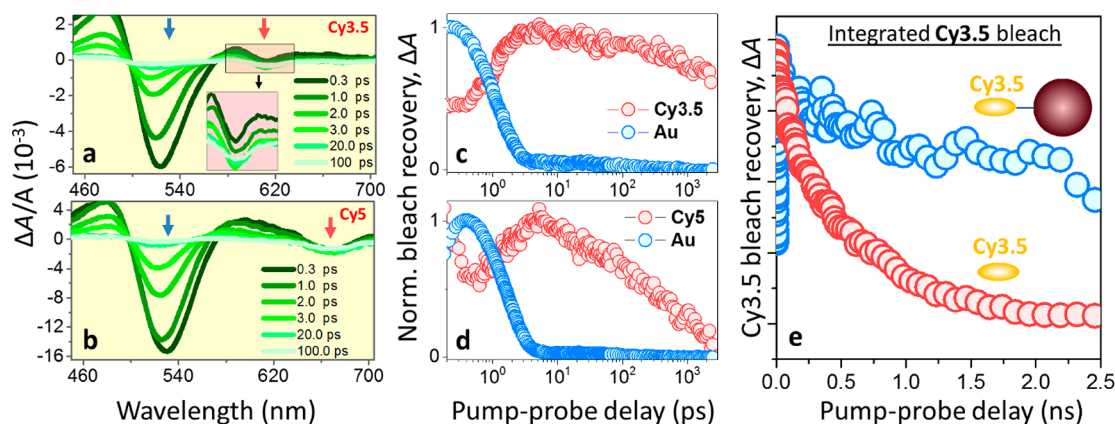 2
0
-2
-4
-6
ΔA/A (10⁻³)
Cy3.5
0.3 ps
1.0 ps
2.0 ps
3.0 ps
20.0 ps
100 ps
a
460 540 620 700
4
0
-4
-8
-12
-16
Cy5
0.3 ps
1.0 ps
2.0 ps
3.0 ps
20.0 ps
100.0 ps
b
460 540 620 700
Wavelength (nm)
Norm. bleach recovery, ΔA
1
0
Cy3.5
Au
c
10⁰ 10¹ 10² 10³
1
0
Cy5
Au
d
10⁰ 10¹ 10² 10³
Pump-probe delay (ps)
Cy3.5 bleach recovery, ΔA
Integrated Cy3.5 bleach
Cy3.5
Cy3.5
e
0.0 0.5 1.0 1.5 2.0 2.5
Pump-probe delay (ns)